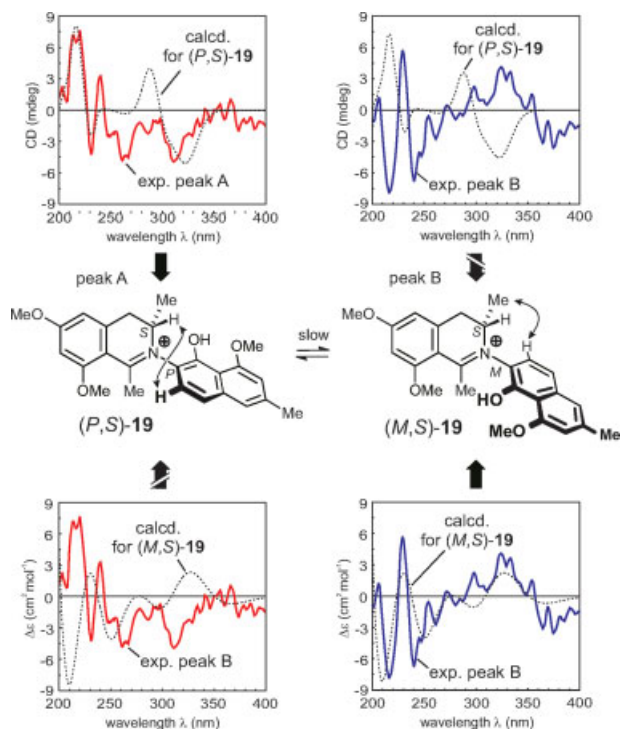 9
6
3
0
-3
-6
-9
CD (mdeg)
calcd.
for (P,S)-19
exp. peak A
200 250 300 350 400
wavelength λ (nm)
9
6
3
0
-3
-6
-9
CD (mdeg)
calcd.
for (P,S)-19
exp. peak B
200 250 300 350 400
wavelength λ (nm)
peak A
MeO
OMe
Me
S
H
⊕
N
Me
P
OH
OMe
H
Me
(P,S)-19
slow
peak B
MeO
OMe
Me
S
H
⊕
N
Me
M
H
HO
MeO
Me
(M,S)-19
9
6
3
0
-3
-6
-9
Δε (cm² mol⁻¹)
calcd.
for (M,S)-19
exp. peak B
200 250 300 350 400
wavelength λ (nm)
9
6
3
0
-3
-6
-9
Δε (cm² mol⁻¹)
calcd.
for (M,S)-19
exp. peak B
200 250 300 350 400
wavelength λ (nm)